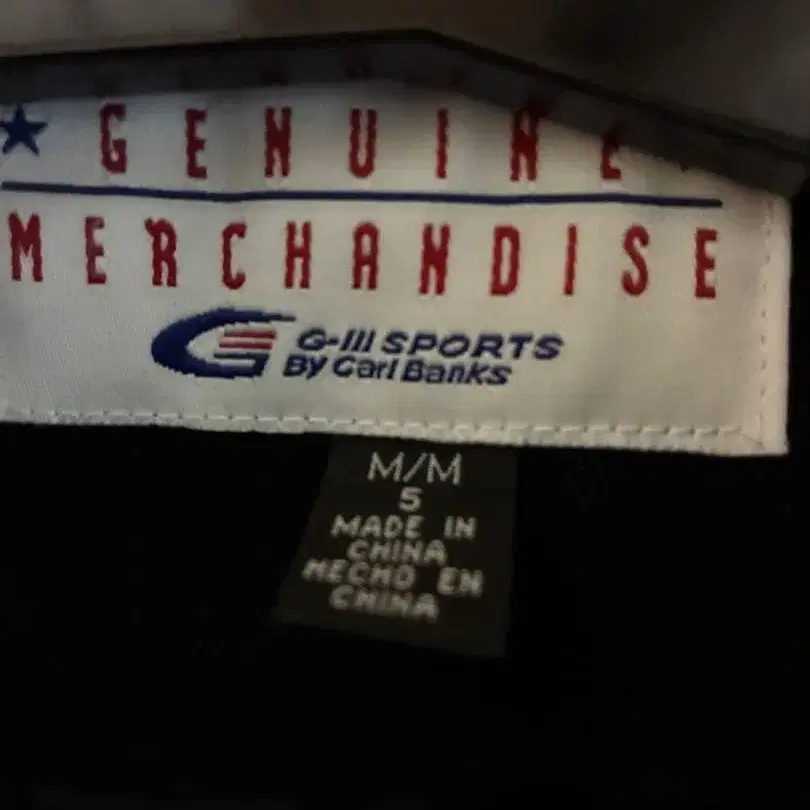 GENUINE
MERCHANDISE
G-III SPORTS
By Carl Banks
M/M
5
MADE IN
CHINA
HECHO EN
CHINA